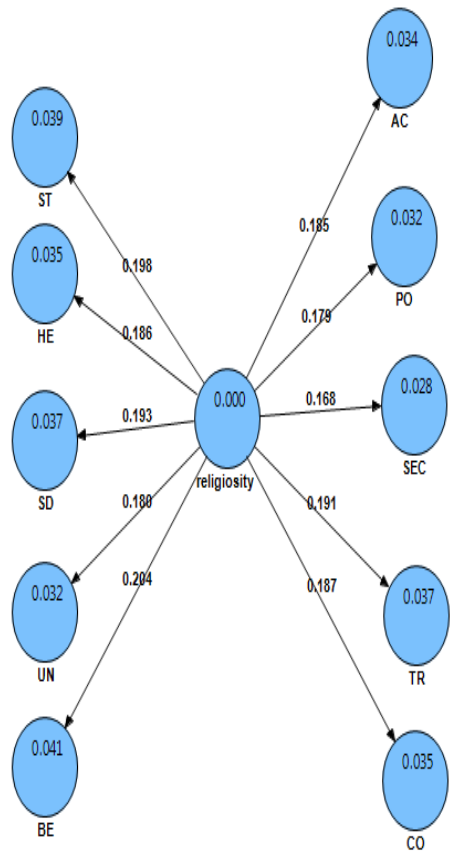 0.034
AC
0.039
ST
0.185
0.032
PO
0.198
0.035
HE
0.179
0.186
0.000
religiosity
0.168
0.028
SEC
0.193
0.037
SD
0.180
0.191
0.204
0.187
0.032
UN
0.037
TR
0.041
BE
0.035
CO